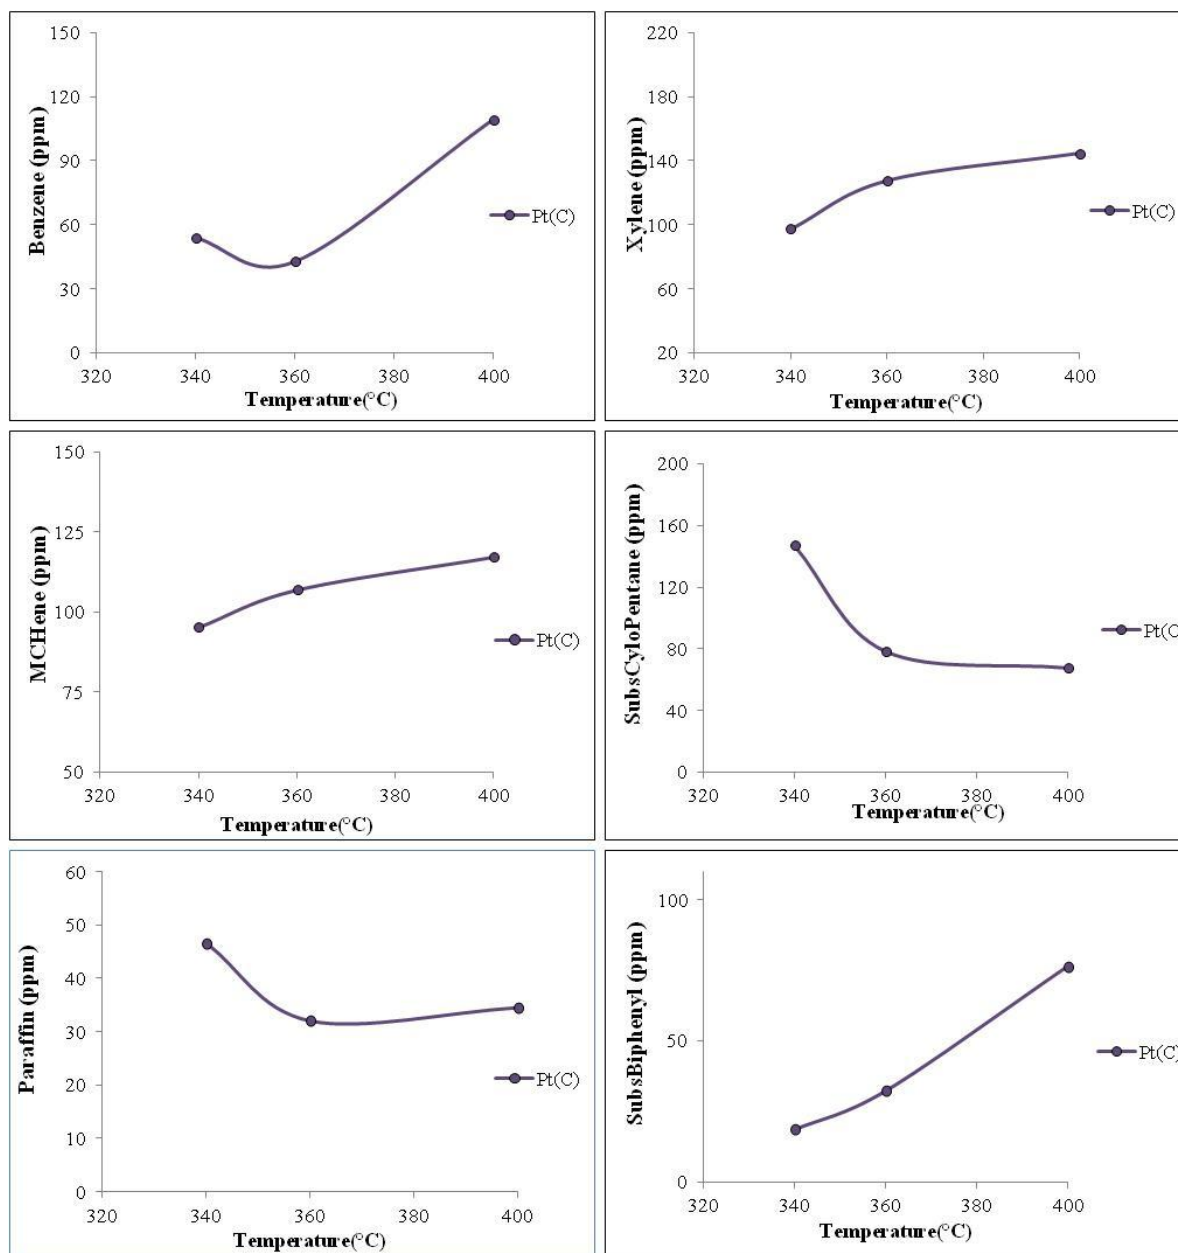 Benzene (ppm)
150
120
90
60
30
0
320 340 360 380 400
Temperature(°C)
Pt(C)
Xylene (ppm)
220
180
140
100
60
20
320 340 360 380 400
Temperature(°C)
Pt(C)
MCHene (ppm)
150
125
100
75
50
320 340 360 380 400
Temperature(°C)
Pt(C)
SubsCyloPentane (ppm)
200
160
120
80
40
0
320 340 360 380 400
Temperature(°C)
Pt(C
Paraffin (ppm)
60
50
40
30
20
10
0
320 340 360 380 400
Temperature(°C)
Pt(C)
SubsBiphenyl (ppm)
100
50
0
320 340 360 380 400
Temperature(°C)
Pt(C)